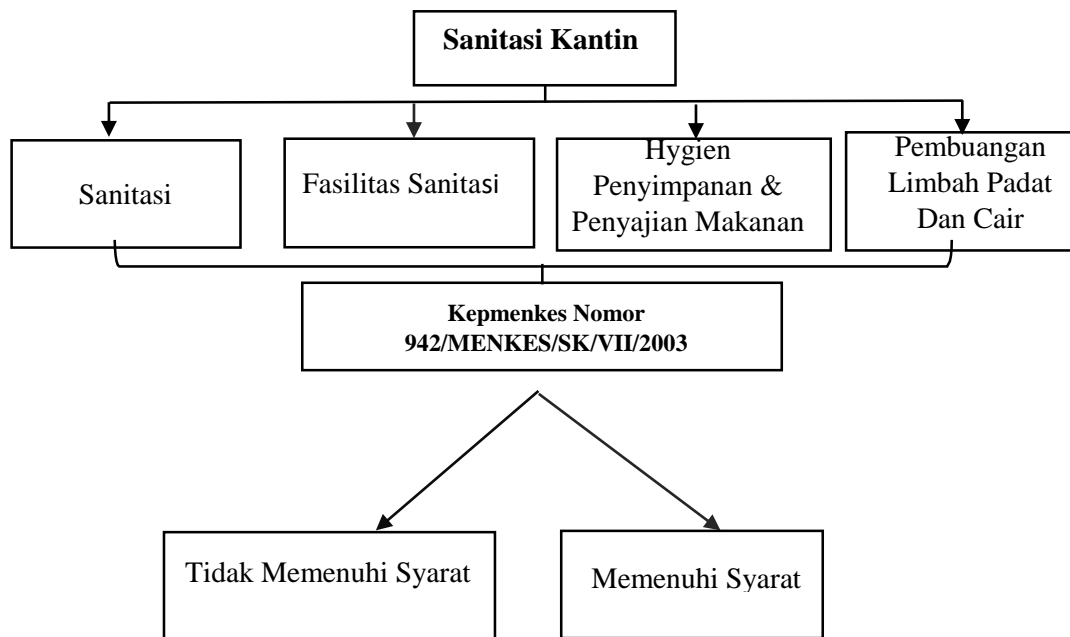 Sanitasi Kantin
Sanitasi
Fasilitas Sanitasi
Hygien
Penyimpanan &
Penyajian Makanan
Pembuangan
Limbah Padat
Dan Cair
Kepmenkes Nomor
942/MENKES/SK/VII/2003
Tidak Memenuhi Syarat
Memenuhi Syarat